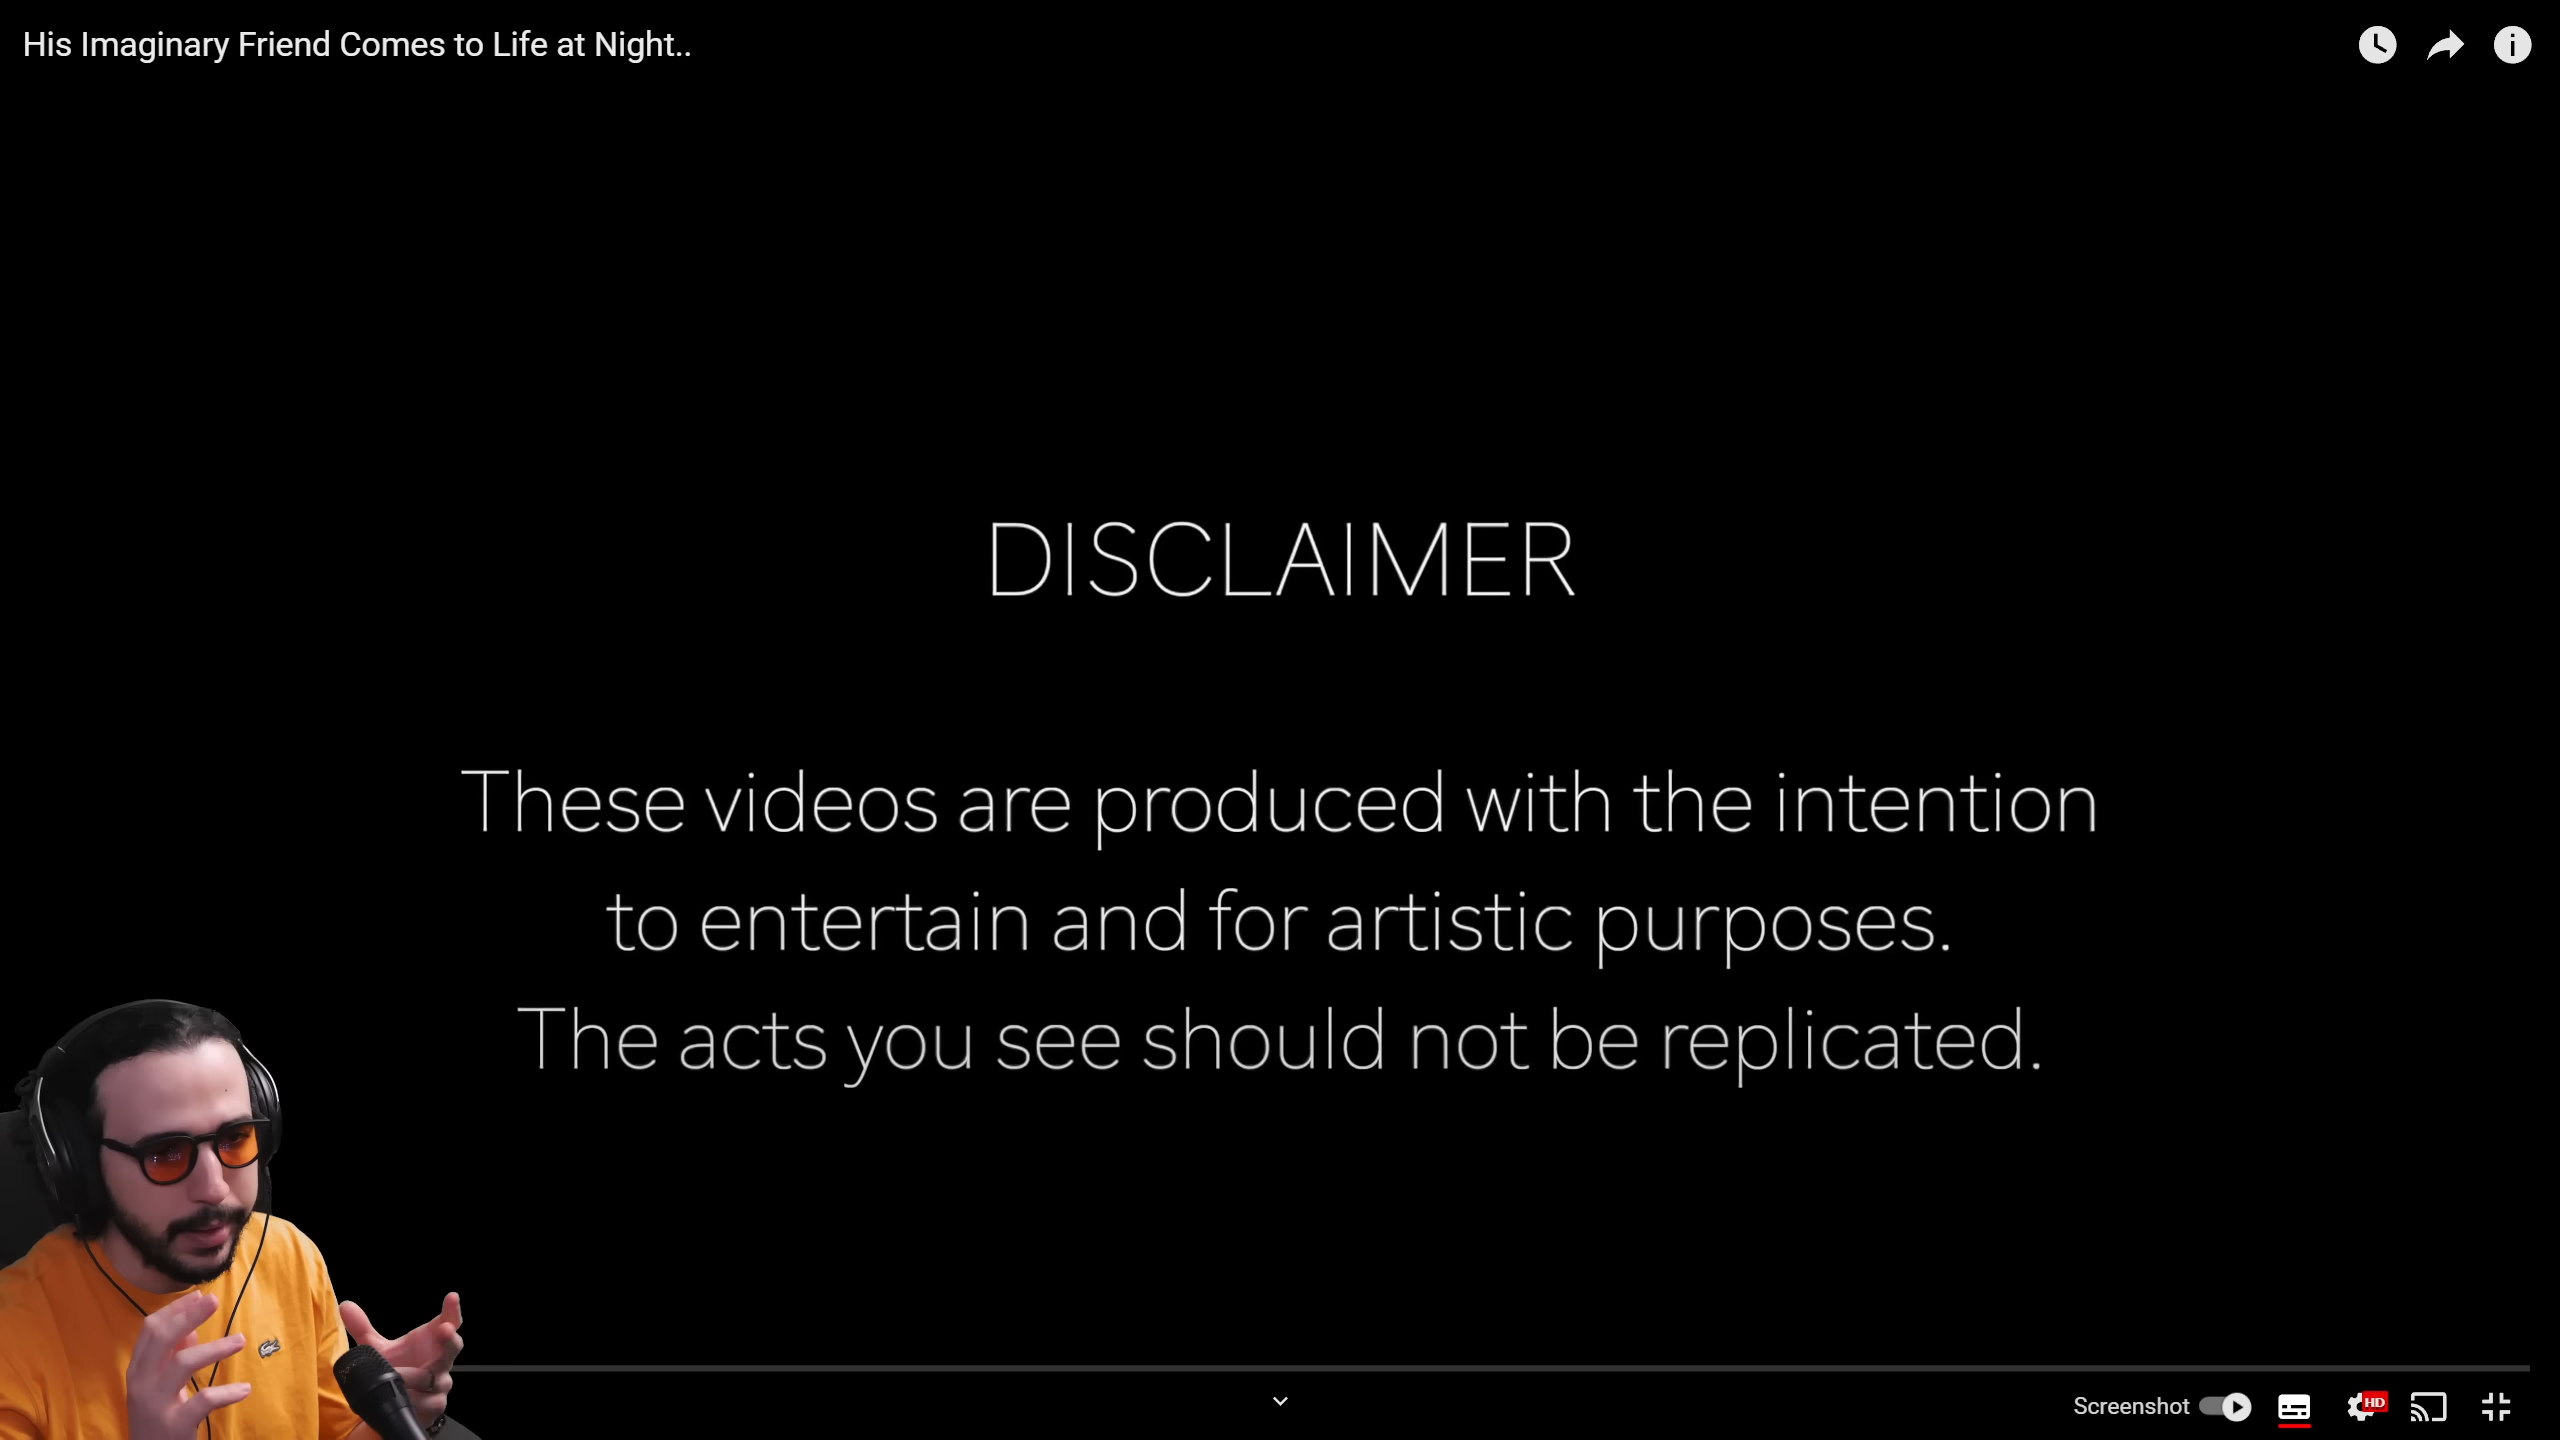 His Imaginary Friend Comes to Life at Night..
DISCLAIMER
These videos are produced with the intention
to entertain and for artistic purposes.
The acts you see should not be replicated.
Screenshot
HD